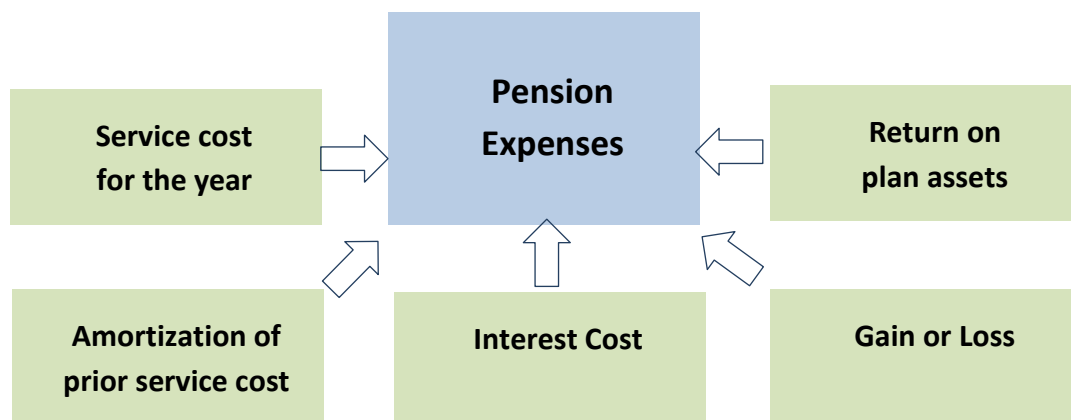 Pension
Expenses
Service cost
for the year
Return on
plan assets
Amortization of
prior service cost
Interest Cost
Gain or Loss